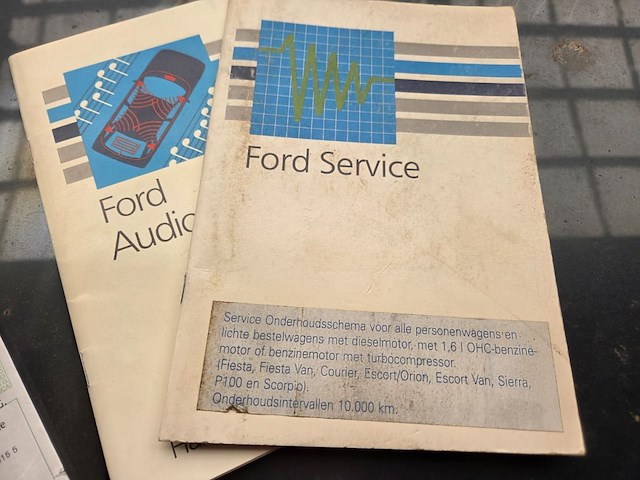 Ford
Audio
Ford Service
Service Onderhoudsschema voor alle personenwagens en
lichte bestelwagens met dieselmotor, met 1,6 l OHC-benzine-
motor of benzinemotor met turbocompressor.
(Fiesta, Fiesta Van, Courier, Escort/Orion, Escort Van, Sierra,
P100 en Scorpio).
Onderhoudsintervallen 10.000 km.